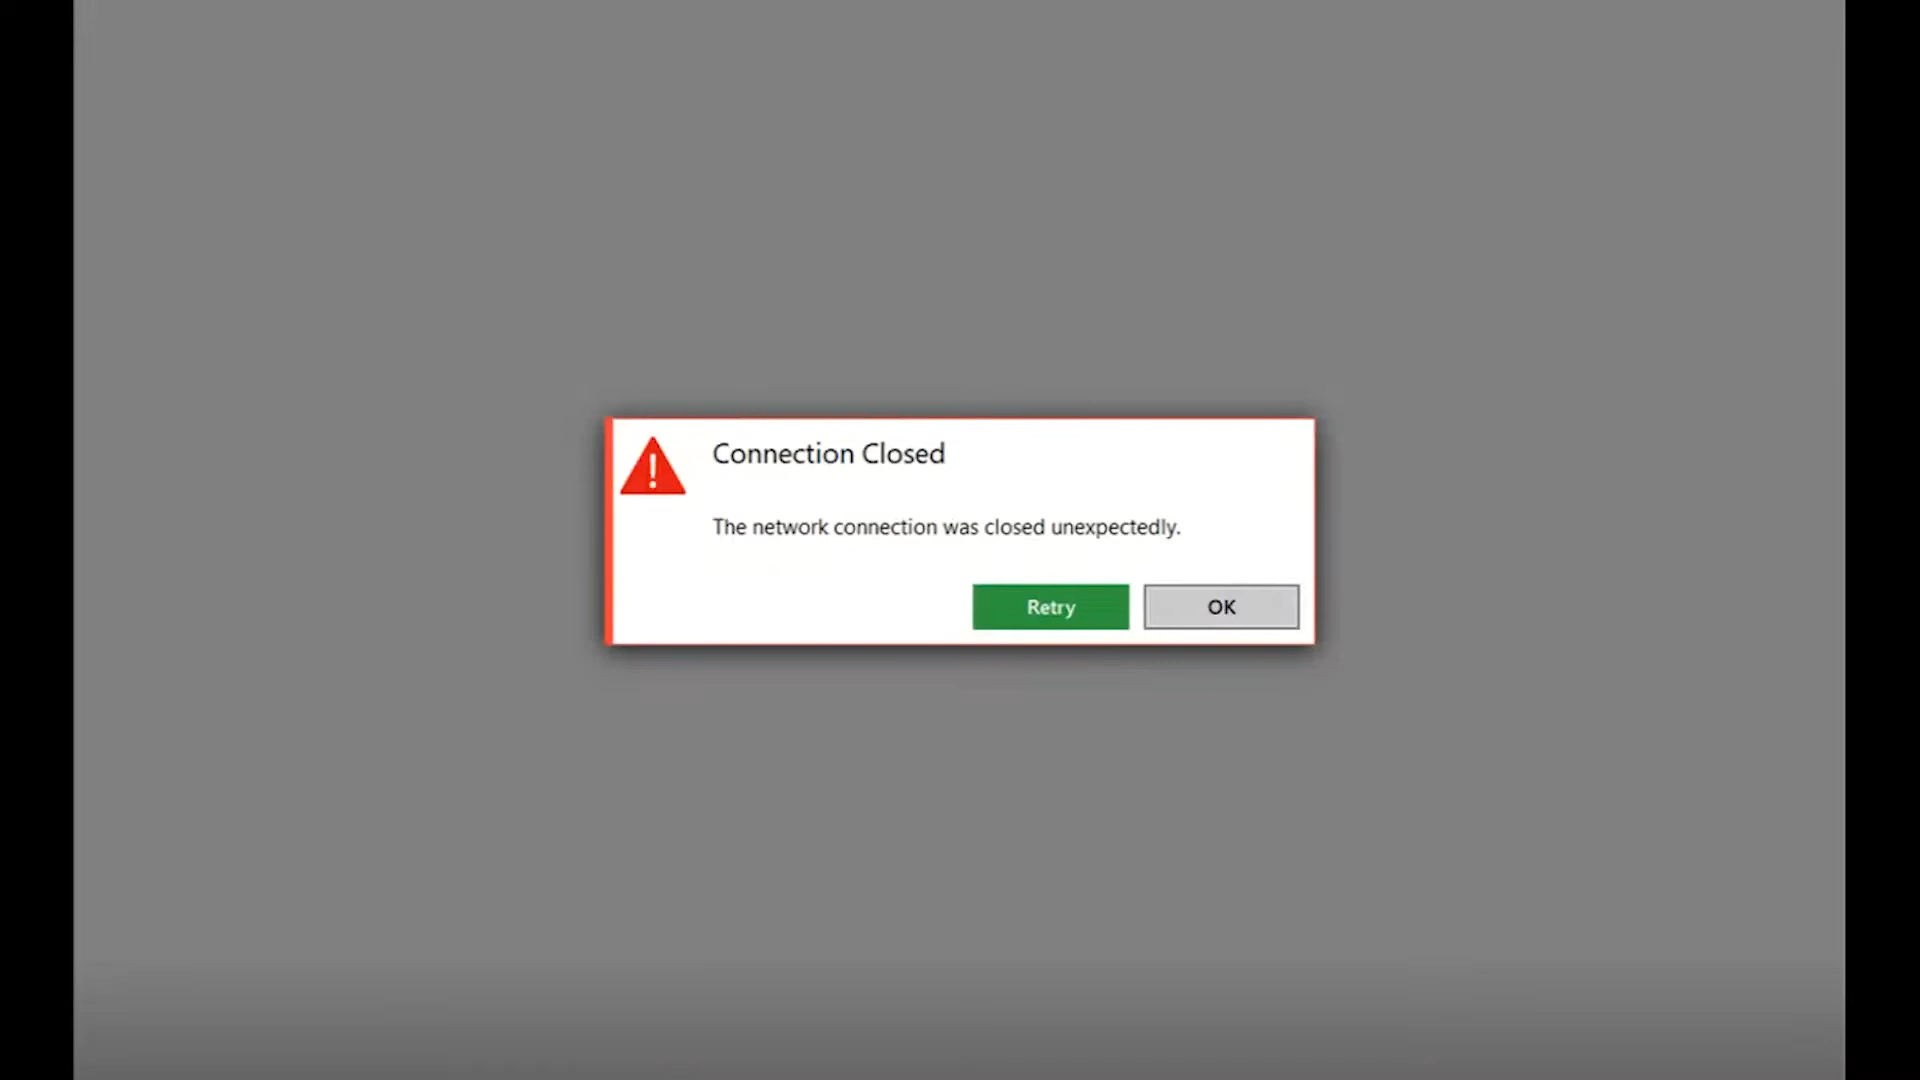 Connection Closed
The network connection was closed unexpectedly.
Retry
OK